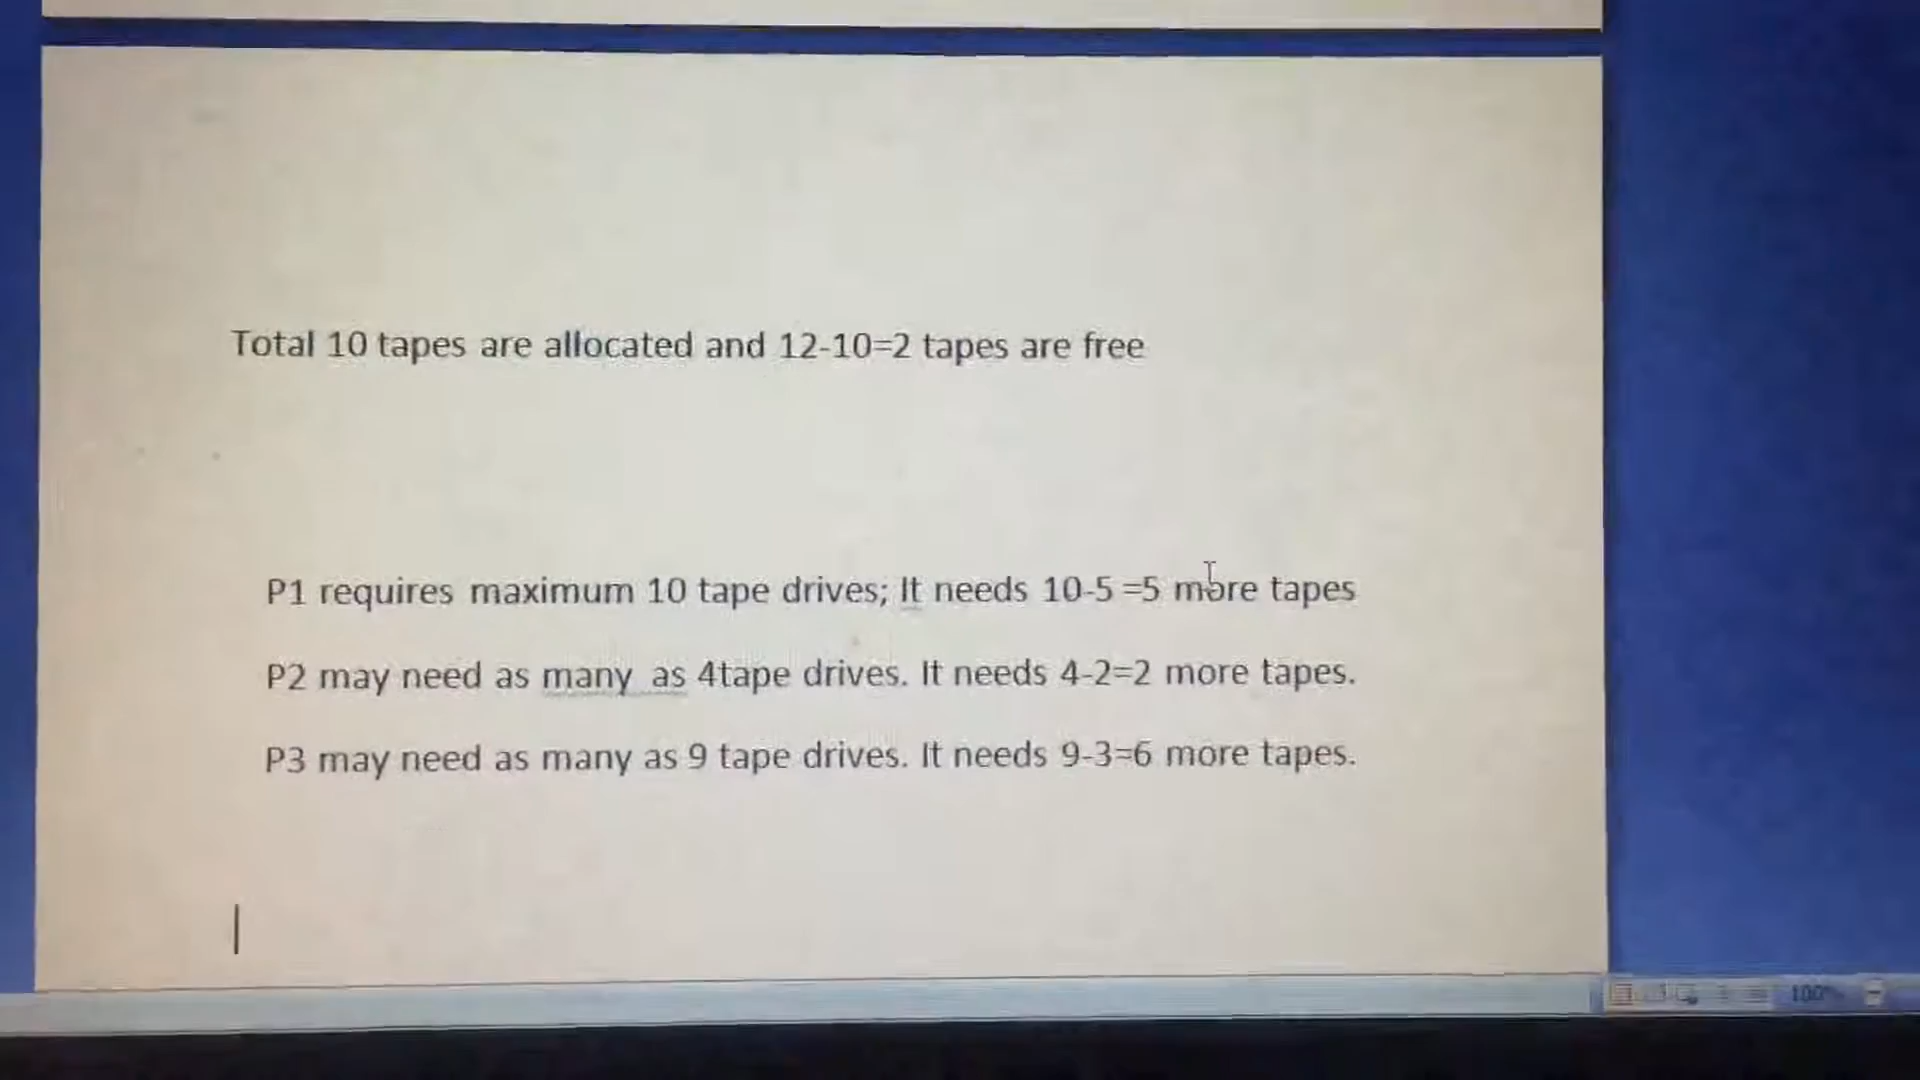 Total 10 tapes are allocated and 12-10=2 tapes are free
P1 requires maximum 10 tape drives; It needs 10-5 =5 more tapes
P2 may need as many as 4tape drives. It needs 4-2=2 more tapes.
P3 may need as many as 9 tape drives. It needs 9-3=6 more tapes.
100%